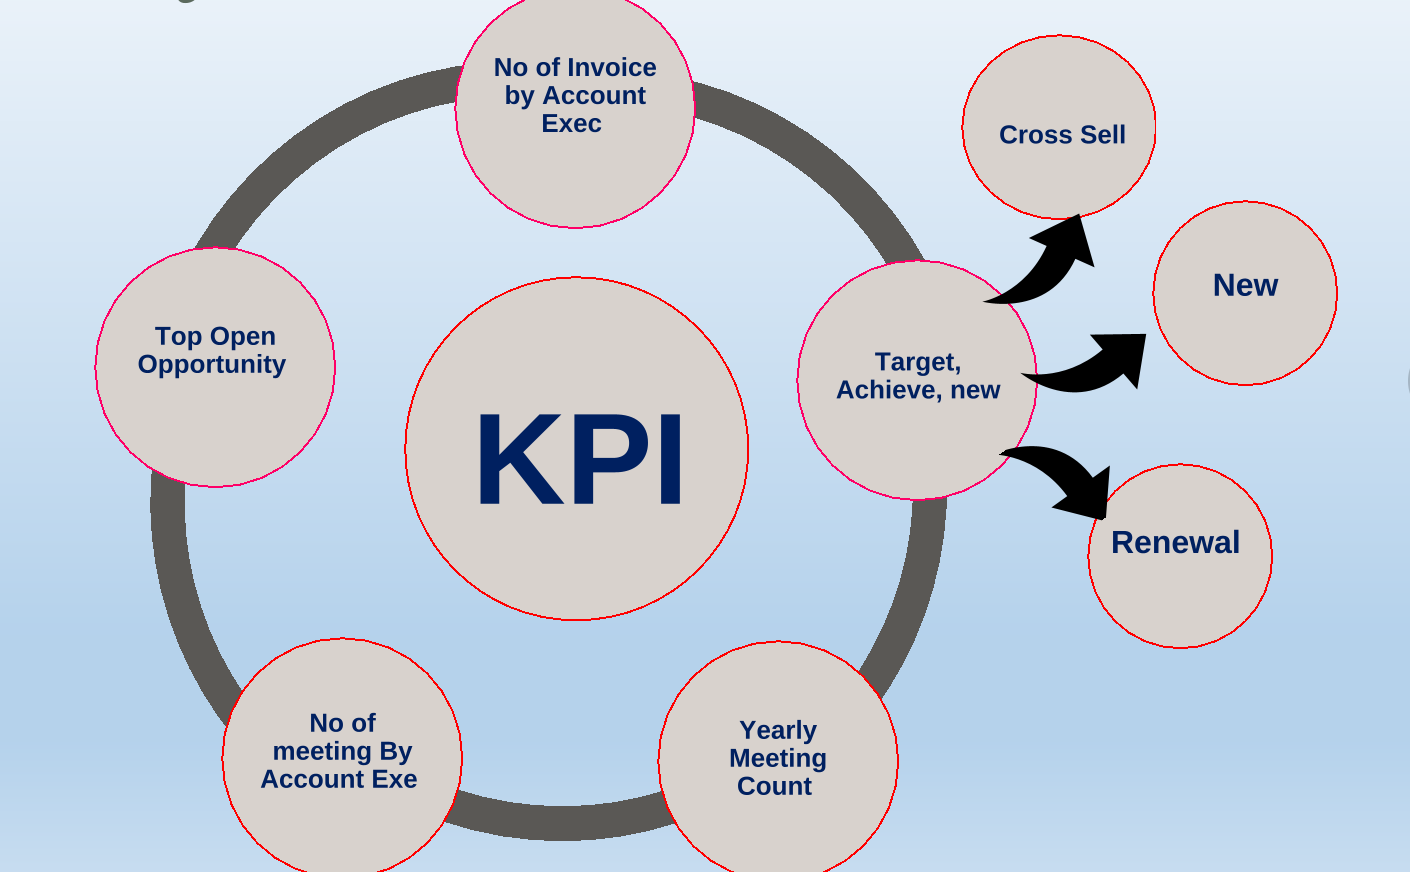 No of Invoice
by Account
Exec
Cross Sell
New
Top Open
Opportunity
Target,
Achieve, new
KPI
Renewal
No of
meeting By
Account Exe
Yearly
Meeting
Count